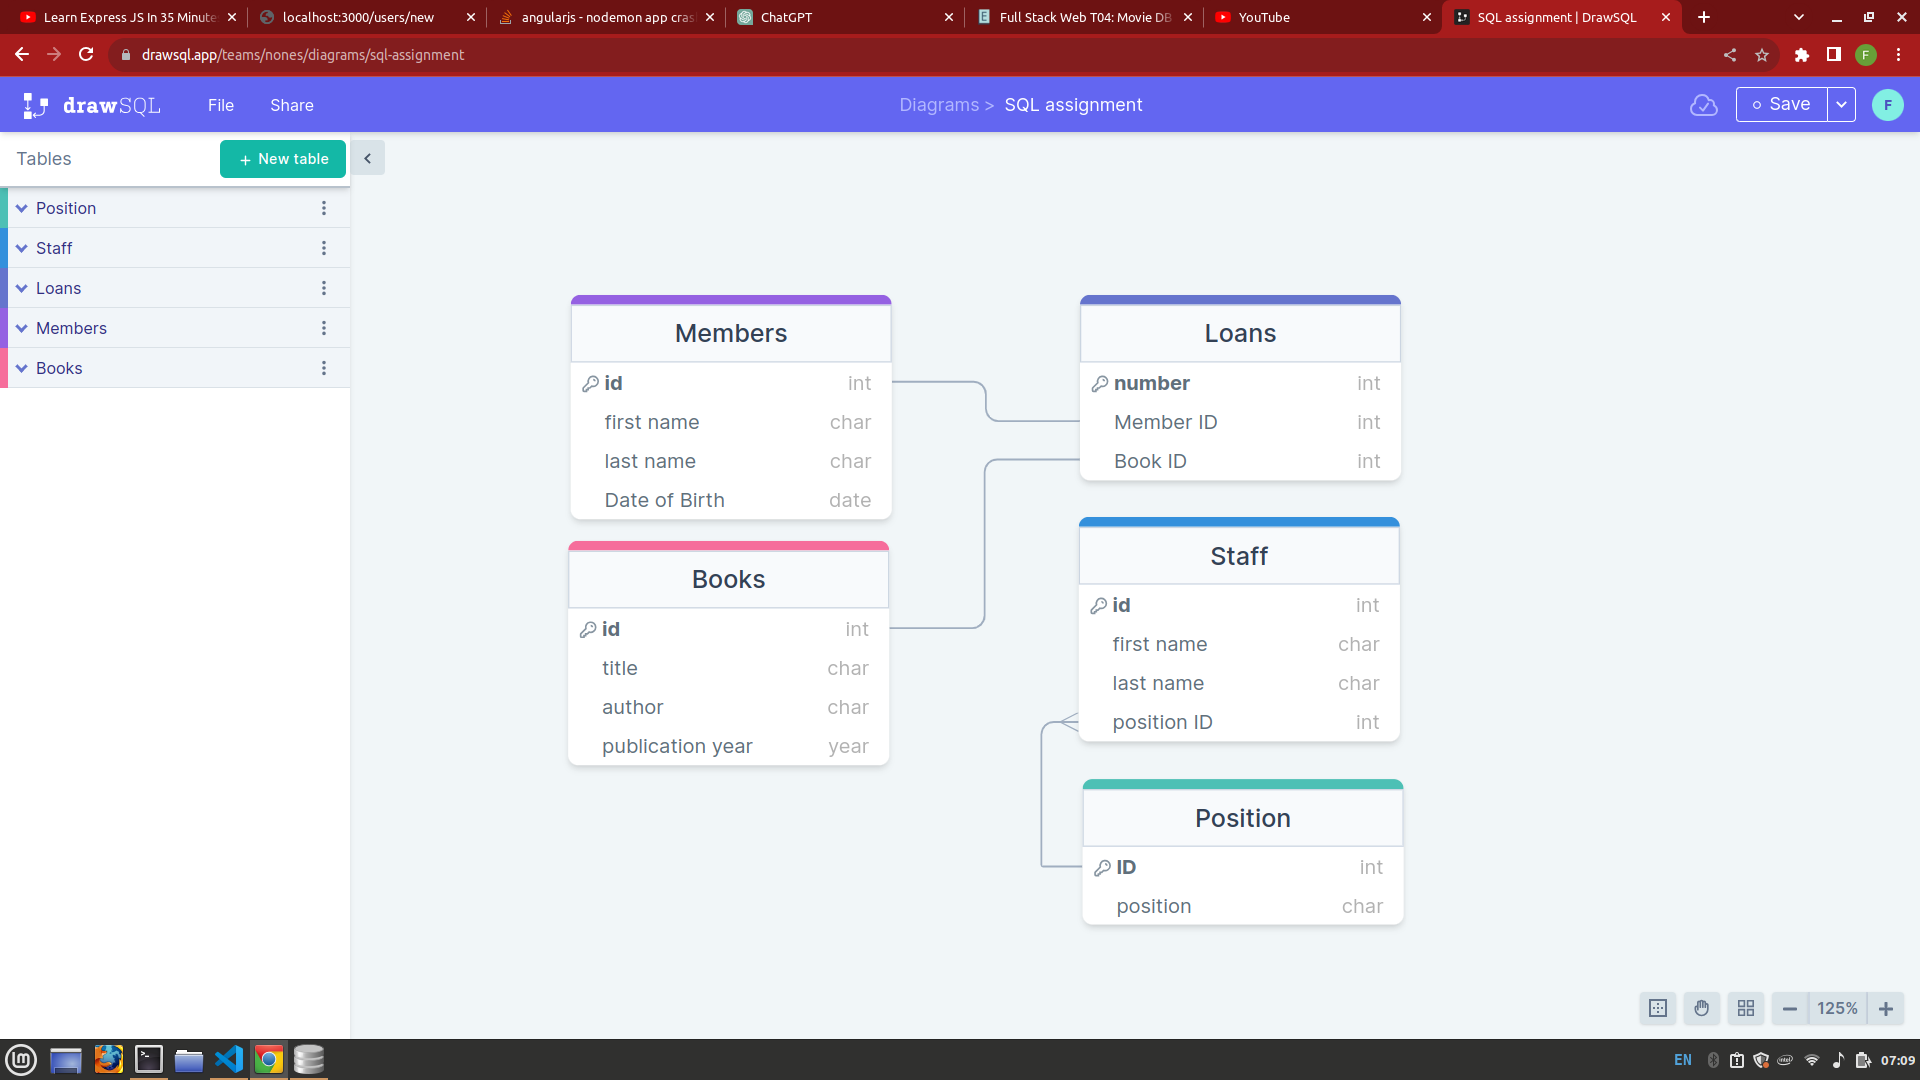 Learn Express JS In 35 Minute
localhost:3000/users/new
angularjs - nodemon app cras
ChatGPT
Full Stack Web T04: Movie DB
YouTube
SQL assignment | DrawSQL
drawsql.app/teams/nones/diagrams/sql-assignment
F
drawSQL
File
Share
Diagrams > SQL assignment
Save
F
Tables
+ New table
Position
Staff
Loans
Members
Books
Members
id int
first name char
last name char
Date of Birth date
Loans
number int
Member ID int
Book ID int
Books
id int
title char
author char
publication year year
Staff
id int
first name char
last name char
position ID int
Position
ID int
position char
125%
EN
07:09